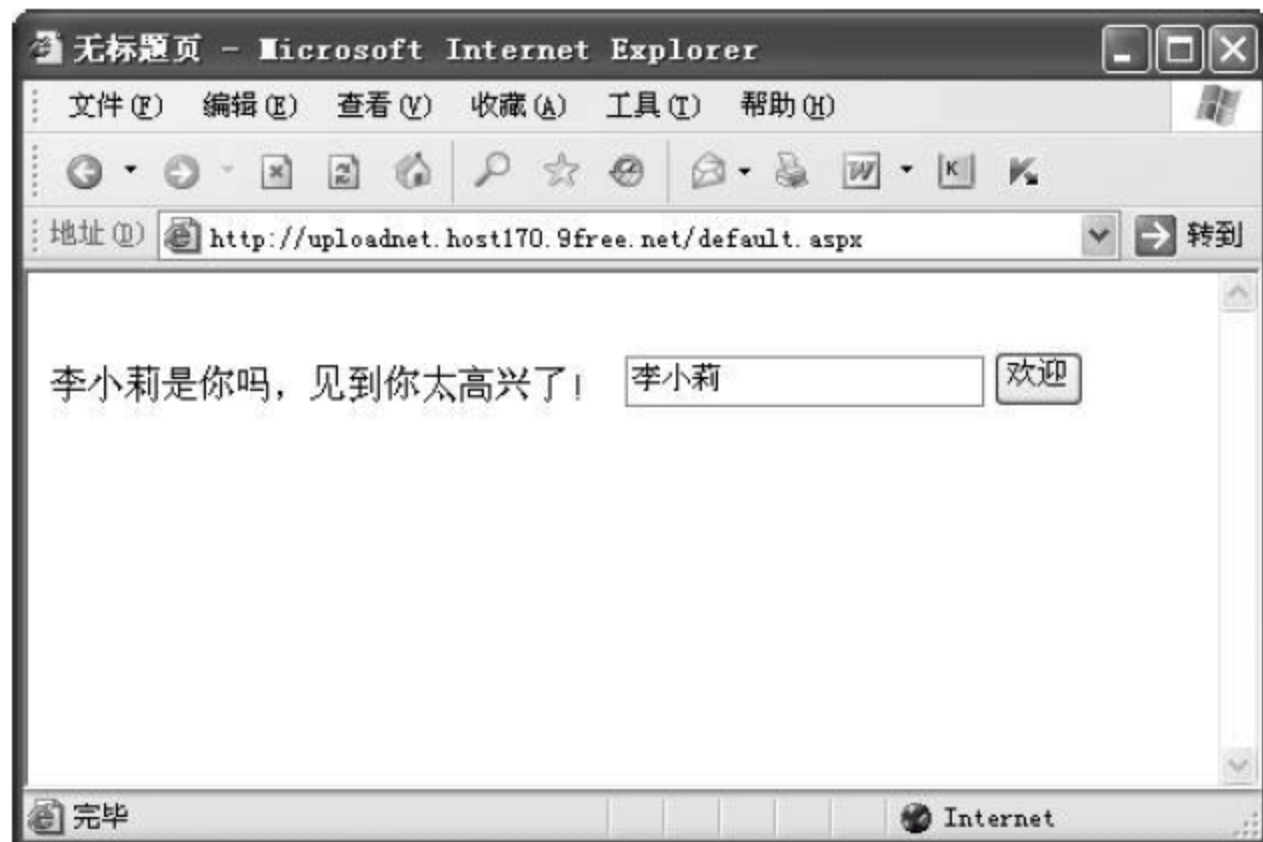 无标题页 - Microsoft Internet Explorer
文件(F) 编辑(E) 查看(V) 收藏(A) 工具(T) 帮助(H)
W K
地址(D) http://uploadnet.host170.9free.net/default.aspx 转到
李小莉是你吗，见到你太高兴了！ 李小莉 欢迎
完毕 Internet